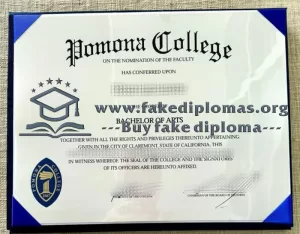 Pomona College
ON THE NOMINATION OF THE FACULTY
HAS CONFERRED UPON
www.fakediplomas.org
BACHELOR OF ARTS
---Buy fake diploma---
TOGETHER WITH ALL THE RIGHTS AND PRIVILEGES THEREUNTO APPERTAINING
GIVEN IN THE CITY OF CLAREMONT, STATE OF CALIFORNIA, THIS
IN WITNESS WHEREOF, THE SEAL OF THE COLLEGE AND THE SIGNATURES
OF ITS OFFICERS ARE HEREUNTO AFFIXED.